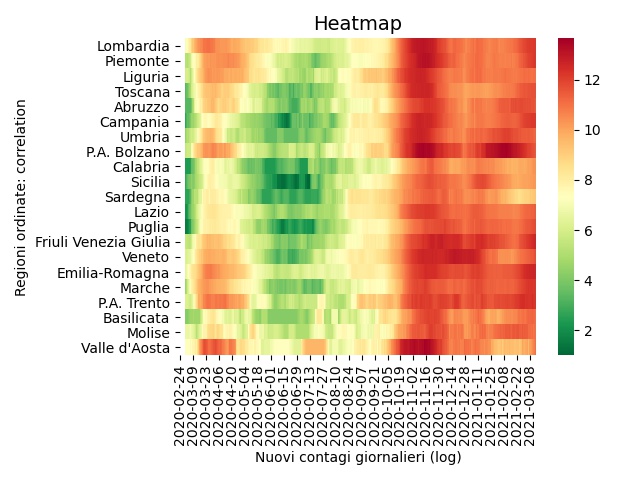 Heatmap
Regioni ordinate: correlation
Lombardia
Piemonte
Liguria
Toscana
Abruzzo
Campania
Umbria
P.A. Bolzano
Calabria
Sicilia
Sardegna
Lazio
Puglia
Friuli Venezia Giulia
Veneto
Emilia-Romagna
Marche
P.A. Trento
Basilicata
Molise
Valle d'Aosta
12
10
8
6
4
2
2020-02-24
2020-03-09
2020-03-23
2020-04-06
2020-04-20
2020-05-04
2020-05-18
2020-06-01
2020-06-15
2020-06-29
2020-07-13
2020-07-27
2020-08-10
2020-08-24
2020-09-07
2020-09-21
2020-10-05
2020-10-19
2020-11-02
2020-11-16
2020-11-30
2020-12-14
2020-12-28
2021-01-11
2021-01-25
2021-02-08
2021-02-22
2021-03-08
Nuovi contagi giornalieri (log)